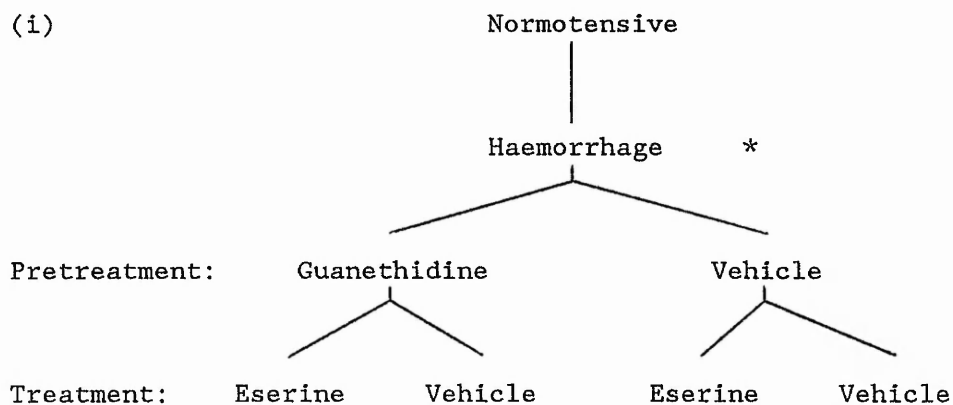 (i) Normotensive
Haemorrhage *
Pretreatment: Guanethidine Vehicle
Treatment: Eserine Vehicle Eserine Vehicle